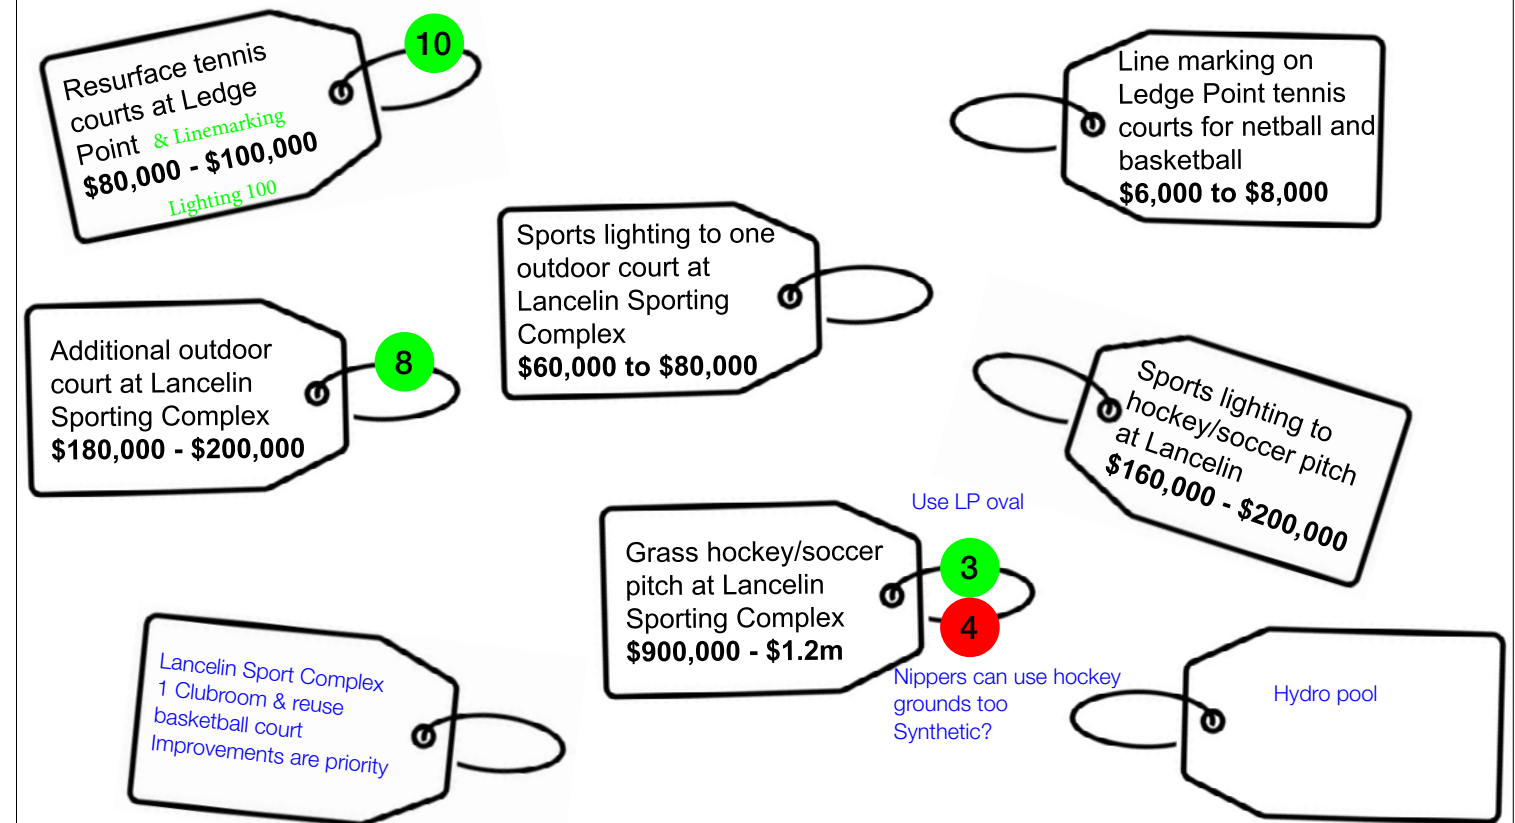 10
Resurface tennis
courts at Ledge
Point & Linemarking
$80,000 - $100,000
Lighting 100
Line marking on
Ledge Point tennis
courts for netball and
basketball
$6,000 to $8,000
Sports lighting to one
outdoor court at
Lancelin Sporting
Complex
$60,000 to $80,000
8
Additional outdoor
court at Lancelin
Sporting Complex
$180,000 - $200,000
Sports lighting to
hockey/soccer pitch
at Lancelin
$160,000 - $200,000
Use LP oval
Grass hockey/soccer
pitch at Lancelin
Sporting Complex
$900,000 - $1.2m
3
4
Nippers can use hockey
grounds too
Synthetic?
Lancelin Sport Complex
1 Clubroom & reuse
basketball court
Improvements are priority
Hydro pool